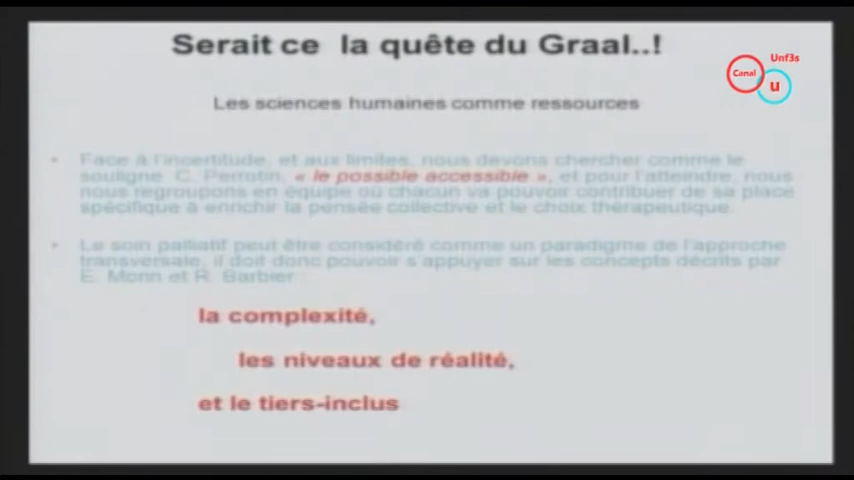 Serait ce la quête du Graal..!
Unf3s
Canal
u
Les sciences humaines comme ressources
• Face à l'incertitude, et aux limites, nous devons chercher comme le
souligne C. Perrotin, « le possible accessible », et pour l'atteindre, nous
nous regroupons en équipe où chacun va pouvoir contribuer de sa place
spécifique à enrichir la pensée collective et le choix thérapeutique.
• Le soin palliatif peut être considéré comme un paradigme de l'approche
transversale, il doit donc pouvoir s'appuyer sur les concepts décrits par
E. Morin et R. Barbier
la complexité,
les niveaux de réalité,
et le tiers-inclus